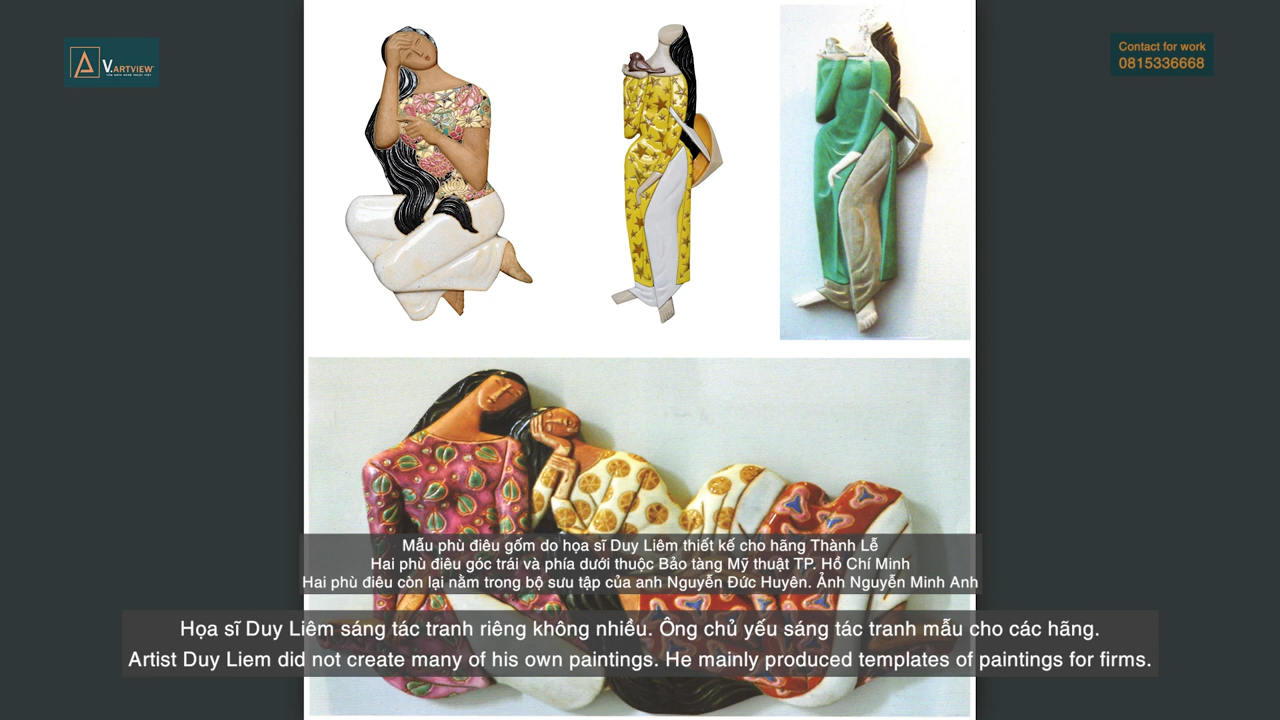 V.ARTVIEW
Contact for work
0815336668
Mẫu phù điêu gốm do họa sĩ Duy Liêm thiết kế cho hãng Thành Lễ
Hai phù điêu góc trái và phía dưới thuộc Bảo tàng Mỹ thuật TP. Hồ Chí Minh
Hai phù điêu còn lại nằm trong bộ sưu tập của anh Nguyễn Đức Huyên. Ảnh Nguyễn Minh Anh
Họa sĩ Duy Liêm sáng tác tranh riêng không nhiều. Ông chủ yếu sáng tác tranh mẫu cho các hãng.
Artist Duy Liem did not create many of his own paintings. He mainly produced templates of paintings for firms.